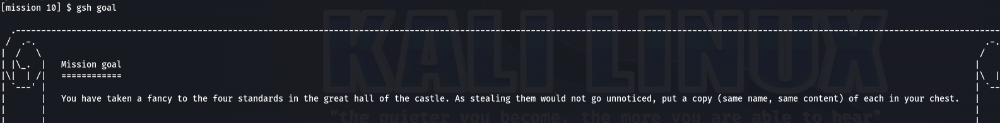 [mission 10] $ gsh goal
KALI LINUX
Mission goal
============
You have taken a fancy to the four standards in the great hall of the castle. As stealing them would not go unnoticed, put a copy (same name, same content) of each in your chest.
"the quieter you become, the more you are able to hear"